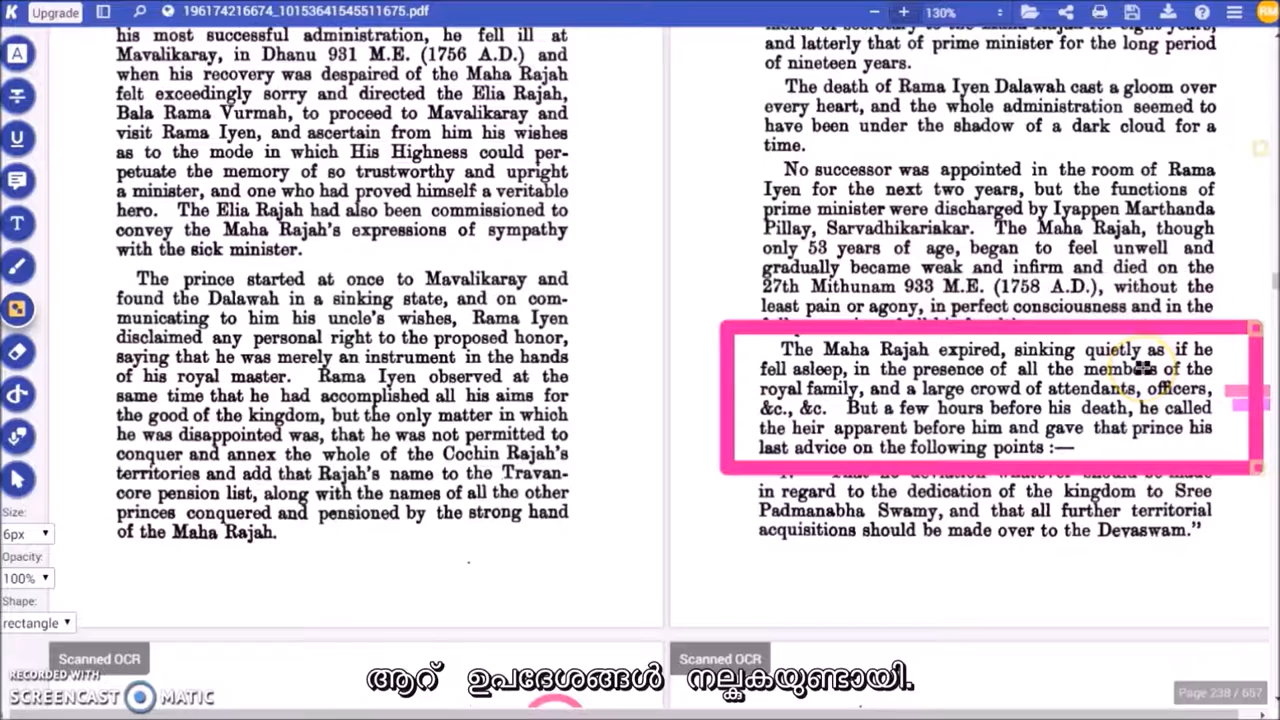 Upgrade
196174216674_10153641545511675.pdf
130%
RM
his most successful administration, he fell ill at
Mavalikaray, in Dhanu 931 M.E. (1756 A.D.) and
when his recovery was despaired of the Maha Rajah
felt exceedingly sorry and directed the Elia Rajah,
Bala Rama Vurmah, to proceed to Mavalikaray and
visit Rama Iyen, and ascertain from him his wishes
as to the mode in which His Highness could per-
petuate the memory of so trustworthy and upright
a minister, and one who had proved himself a veritable
hero. The Elia Rajah had also been commissioned to
convey the Maha Rajah's expressions of sympathy
with the sick minister.
The prince started at once to Mavalikaray and
found the Dalawah in a sinking state, and on com-
municating to him his uncle's wishes, Rama Iyen
disclaimed any personal right to the proposed honor,
saying that he was merely an instrument in the hands
of his royal master. Rama Iyen observed at the
same time that he had accomplished all his aims for
the good of the kingdom, but the only matter in which
he was disappointed was, that he was not permitted to
conquer and annex the whole of the Cochin Rajah's
territories and add that Rajah's name to the Travan-
core pension list, along with the names of all the other
princes conquered and pensioned by the strong hand
of the Maha Rajah.
and latterly that of prime minister for the long period
of nineteen years.
The death of Rama Iyen Dalawah cast a gloom over
every heart, and the whole administration seemed to
have been under the shadow of a dark cloud for a
time.
No successor was appointed in the room of Rama
Iyen for the next two years, but the functions of
prime minister were discharged by Iyappen Marthanda
Pillay, Sarvadhikariakar. The Maha Rajah, though
only 53 years of age, began to feel unwell and
gradually became weak and infirm and died on the
27th Mithunam 933 M.E. (1758 A.D.), without the
least pain or agony, in perfect consciousness and in the
The Maha Rajah expired, sinking quietly as if he
fell asleep, in the presence of all the members of the
royal family, and a large crowd of attendants, officers,
&c., &c. But a few hours before his death, he called
the heir apparent before him and gave that prince his
last advice on the following points :—
in regard to the dedication of the kingdom to Sree
Padmanabha Swamy, and that all further territorial
acquisitions should be made over to the Devaswam."
Size:
6px
Opacity:
100%
Shape:
rectangle
Scanned OCR
Scanned OCR
Page 238 / 657
RECORDED WITH
SCREENCAST MATIC
ആറ് ഉപദേശങ്ങൾ നല്കുകയുണ്ടായി.